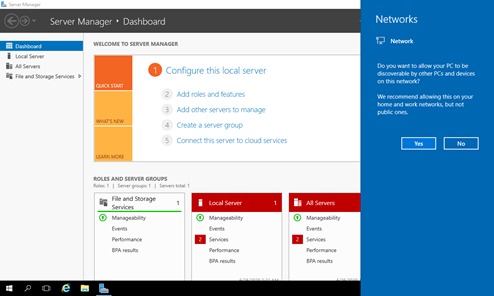 Server Manager
Server Manager • Dashboard
Dashboard
Local Server
All Servers
File and Storage Services
WELCOME TO SERVER MANAGER
QUICK START
WHAT'S NEW
LEARN MORE
1 Configure this local server
2 Add roles and features
3 Add other servers to manage
4 Create a server group
5 Connect this server to cloud services
ROLES AND SERVER GROUPS
Roles: 1 | Server groups: 1 | Servers total: 1
File and Storage
Services
1
Manageability
Events
Performance
BPA results
Local Server 1
Manageability
Events
2 Services
Performance
BPA results
All Servers
Manageability
Events
2 Services
Performance
BPA results
Networks
Network
Do you want to allow your PC to be
discoverable by other PCs and devices
on this network?
We recommend allowing this on your
home and work networks, but not
public ones.
Yes
No